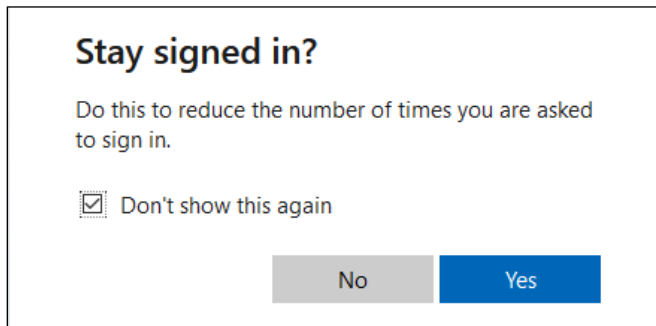 Stay signed in?
Do this to reduce the number of times you are asked
to sign in.
Don't show this again
No
Yes